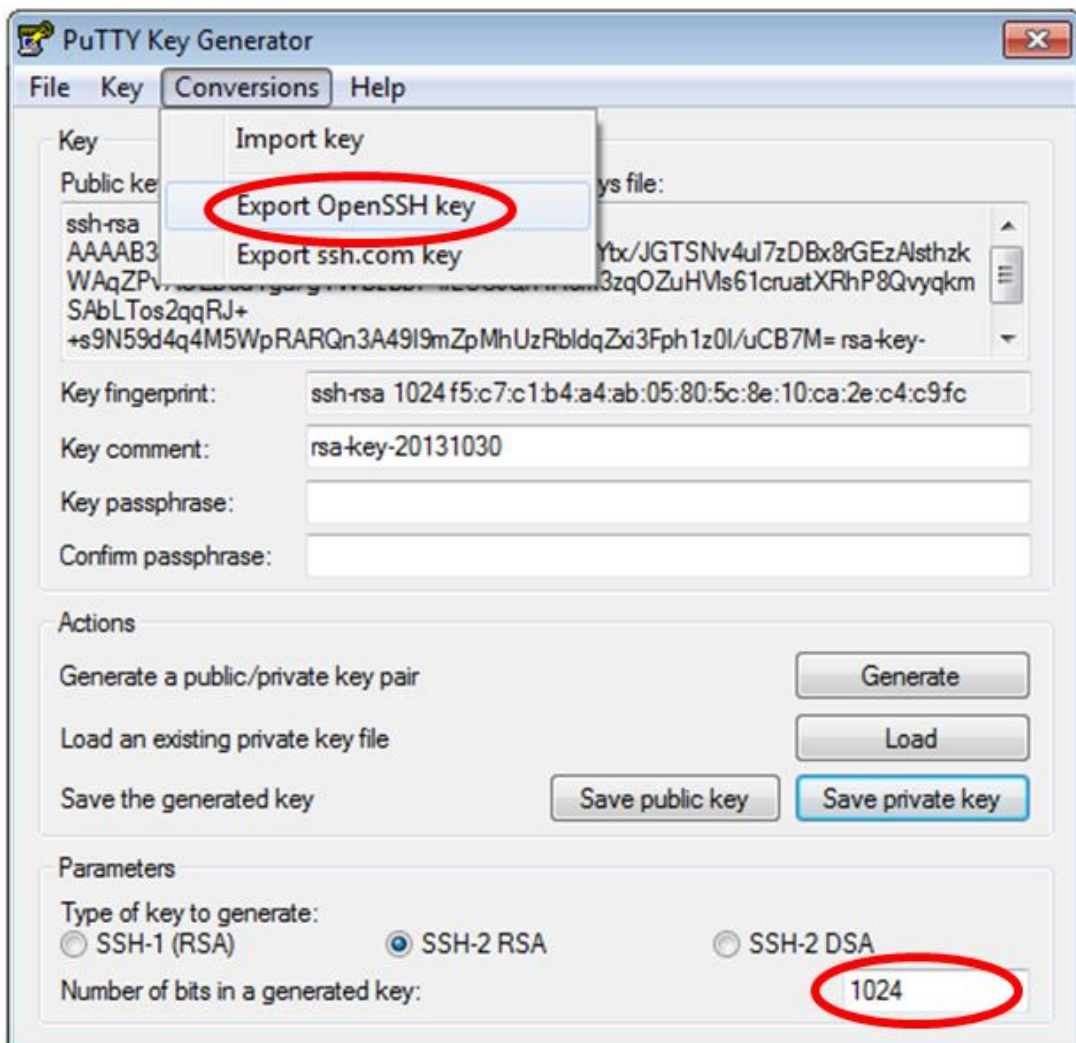 PuTTY Key Generator
File Key Conversions Help
Import key
Export OpenSSH key
Export ssh.com key
Key
Public ke ys file:
ssh-rsa
AAAAB3 Ytx/JGTSNv4ul7zDBx8rGEzAlsthzk
3zqOZuHVls61cruatXRhP8Qvyqkm
SAbLTos2qqRJ+
+s9N59d4q4M5WpRARQn3A49I9mZpMhUzRbldqZxi3Fph1z0I/uCB7M= rsa-key-
Key fingerprint: ssh-rsa 1024 f5:c7:c1:b4:a4:ab:05:80:5c:8e:10:ca:2e:c4:c9:fc
Key comment: rsa-key-20131030
Key passphrase:
Confirm passphrase:
Actions
Generate a public/private key pair Generate
Load an existing private key file Load
Save the generated key Save public key Save private key
Parameters
Type of key to generate:
SSH-1 (RSA) SSH-2 RSA SSH-2 DSA
Number of bits in a generated key: 1024